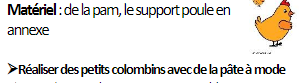 Matériel : de la pam, le support poule en
annexe
➤Réaliser des petits colombins avec de la pâte à mode